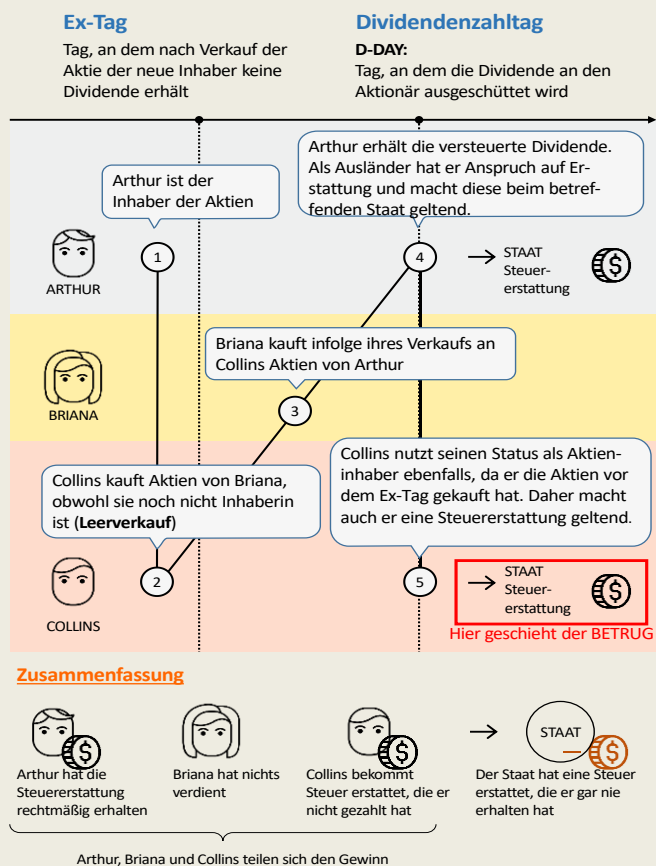 Ex-Tag
Tag, an dem nach Verkauf der
Aktie der neue Inhaber keine
Dividende erhält
Dividendenzahltag
D-DAY:
Tag, an dem die Dividende an den
Aktionär ausgeschüttet wird
Arthur ist der
Inhaber der Aktien
Arthur erhält die versteuerte Dividende.
Als Ausländer hat er Anspruch auf Er-
stattung und macht diese beim betref-
fenden Staat geltend.
1
4
STAAT
Steuer-
erstattung
$
ARTHUR
Briana kauft infolge ihres Verkaufs an
Collins Aktien von Arthur
3
BRIANA
Collins kauft Aktien von Briana,
obwohl sie noch nicht Inhaberin
ist (Leerverkauf)
Collins nutzt seinen Status als Aktien-
inhaber ebenfalls, da er die Aktien vor
dem Ex-Tag gekauft hat. Daher macht
auch er eine Steuererstattung geltend.
2
5
STAAT
Steuer-
erstattung
$
COLLINS
Hier geschieht der BETRUG
Zusammenfassung
$
$
STAAT
$
Arthur hat die
Steuererstattung
rechtmäßig erhalten
Briana hat nichts
verdient
Collins bekommt
Steuer erstattet, die er
nicht gezahlt hat
Der Staat hat eine Steuer
erstattet, die er gar nie
erhalten hat
Arthur, Briana und Collins teilen sich den Gewinn